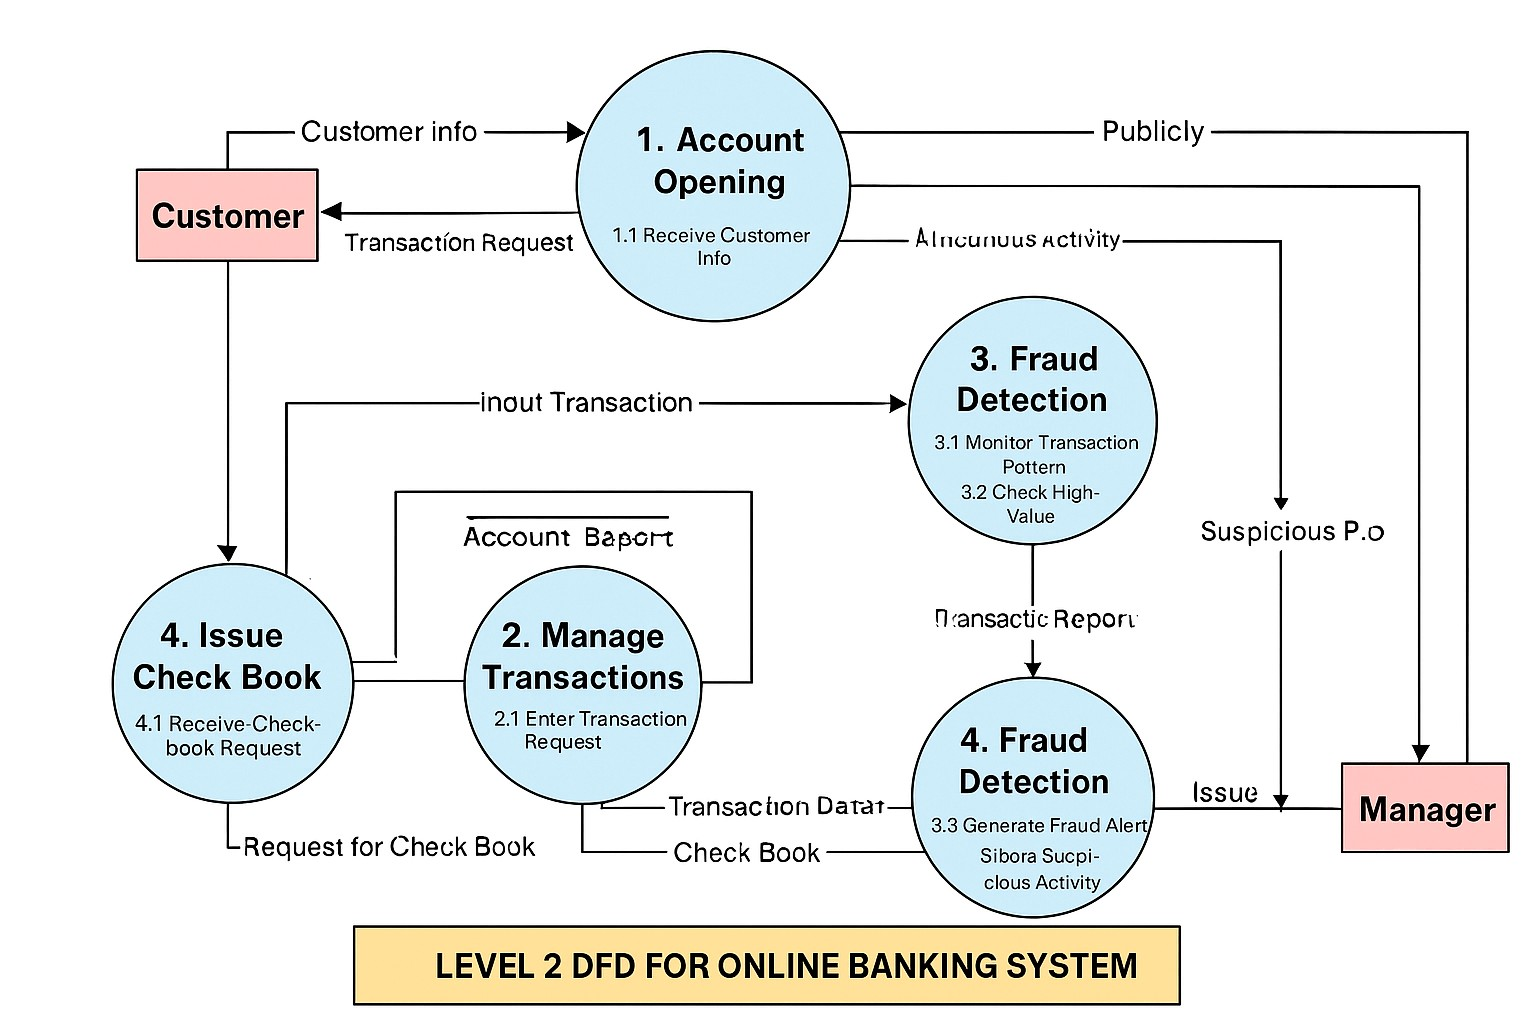 Customer info
1. Account
Opening
1.1 Receive Customer
Info
Publicly
Customer
Transaction Request
Activity
3. Fraud
Detection
3.1 Monitor Transaction
Pottern
3.2 Check High-
Value
inout Transaction
Account Baport
Suspicious P.o
4. Issue
Check Book
4.1 Receive-Check-
book Request
2. Manage
Transactions
2.1 Enter Transaction
Request
Transactic Report
4. Fraud
Detection
3.3 Generate Fraud Alert
Sibora Sucpi-
clous Activity
Issue
Manager
Transaction Datat
Check Book
Request for Check Book
LEVEL 2 DFD FOR ONLINE BANKING SYSTEM